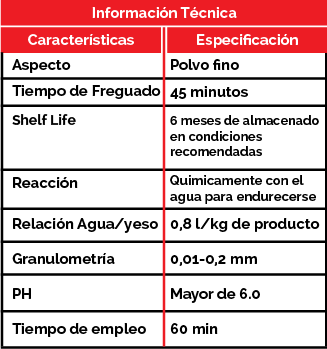 Información Técnica
Características Especificación
Aspecto Polvo fino
Tiempo de Freguado 45 minutos
Shelf Life 6 meses de almacenado
en condiciones
recomendadas
Reacción Quimicamente con el
agua para endurecerse
Relación Agua/yeso 0,8 l/kg de producto
Granulometría 0,01-0,2 mm
PH Mayor de 6.0
Tiempo de empleo 60 min